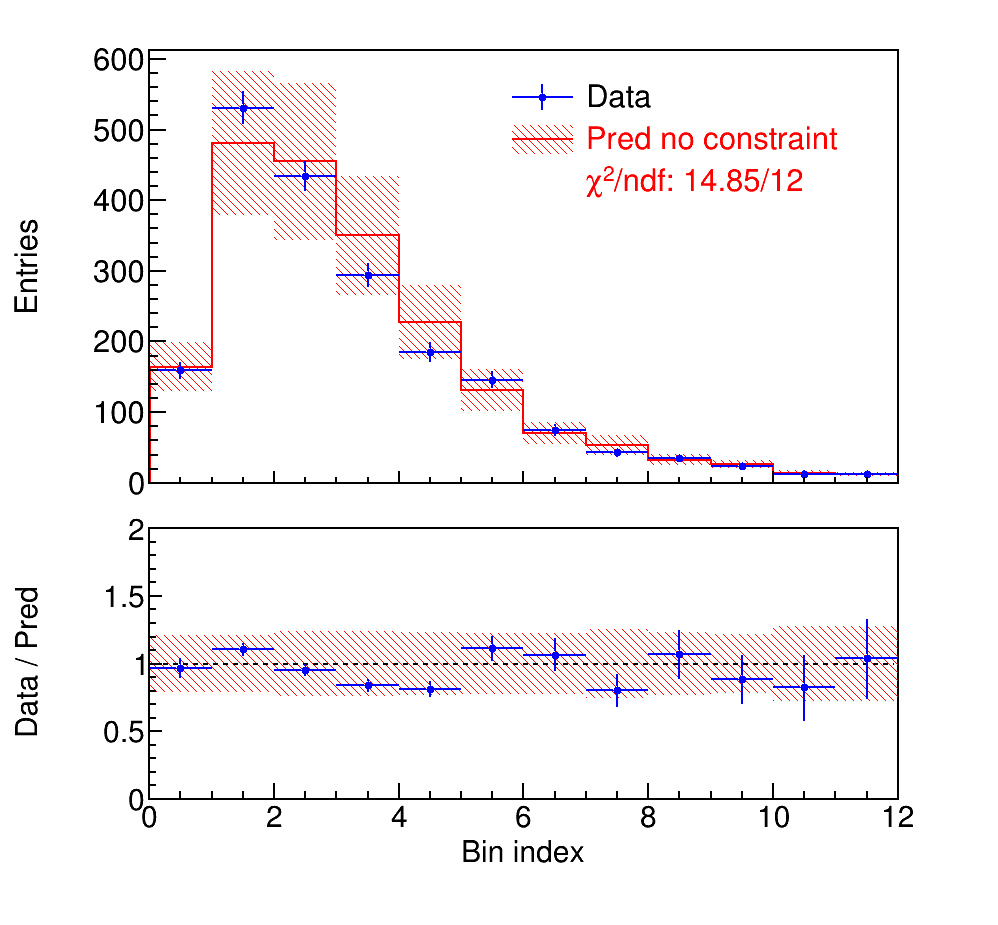 600
500
400
300
200
100
0
Entries
Data
Pred no constraint
χ²/ndf: 14.85/12
2
1.5
1
0.5
0
Data / Pred
0 2 4 6 8 10 12
Bin index